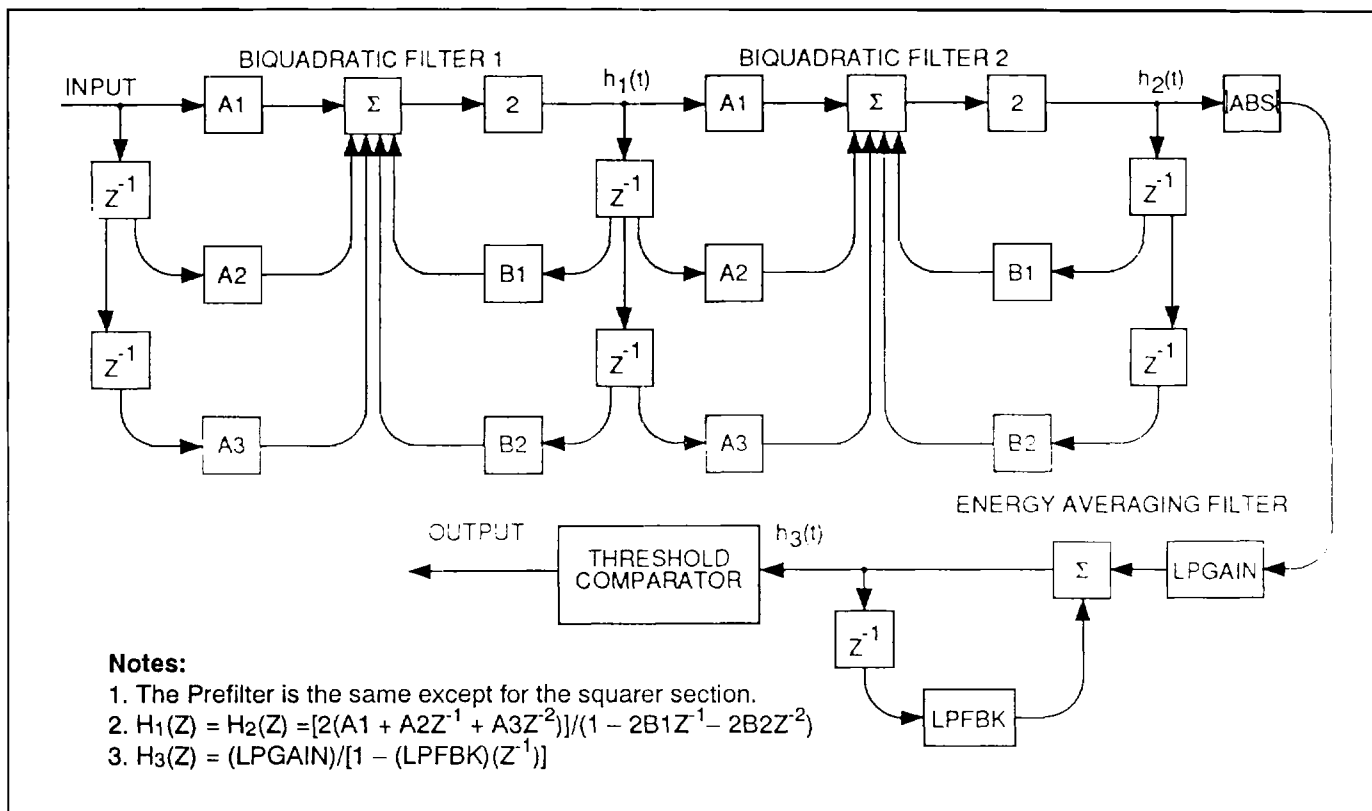 BIQUADRATIC FILTER 1
BIQUADRATIC FILTER 2
INPUT
A1
Σ
2
h₁(t)
A1
Σ
2
h₂(t)
ABS
Z⁻¹
Z⁻¹
Z⁻¹
A2
B1
A2
B1
Z⁻¹
Z⁻¹
Z⁻¹
A3
B2
A3
B2
ENERGY AVERAGING FILTER
OUTPUT
THRESHOLD
COMPARATOR
h₃(t)
Σ
LPGAIN
Z⁻¹
LPFBK
Notes:
1. The Prefilter is the same except for the squarer section.
2. H₁(Z) = H₂(Z) =[2(A1 + A2Z⁻¹ + A3Z⁻²)]/(1 – 2B1Z⁻¹– 2B2Z⁻²)
3. H₃(Z) = (LPGAIN)/[1 – (LPFBK)(Z⁻¹)]